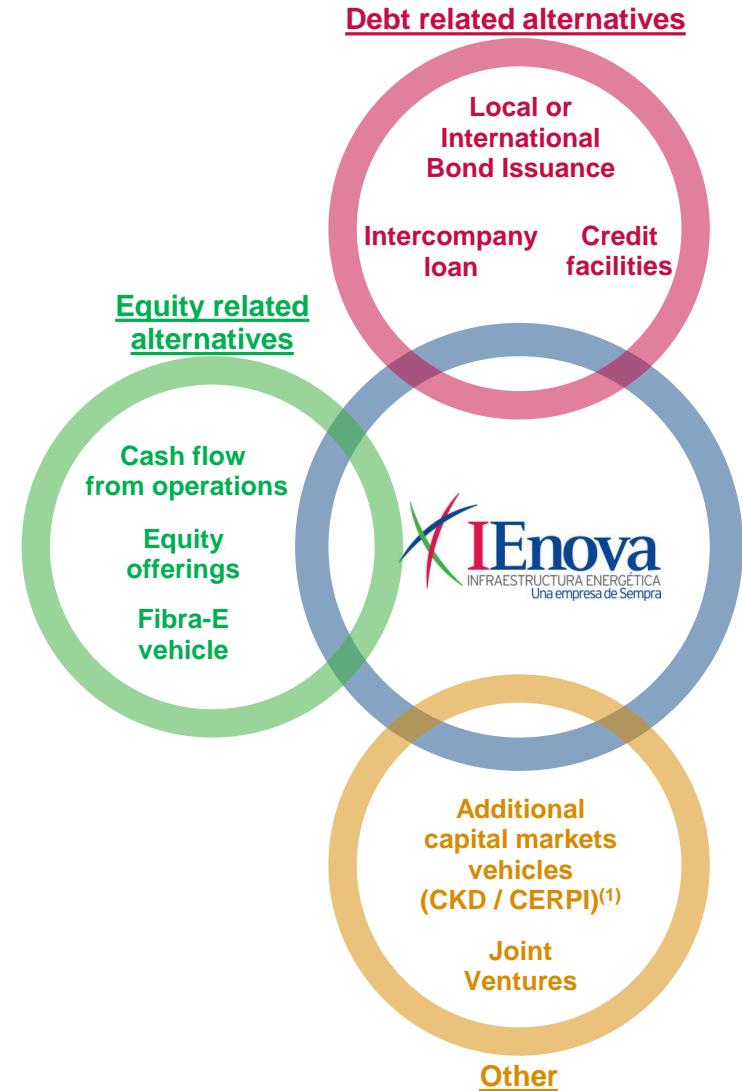 Debt related alternatives
Local or
International
Bond Issuance
Intercompany
loan
Credit
facilities
Equity related
alternatives
Cash flow
from operations
Equity
offerings
Fibra-E
vehicle
IEnova
INFRAESTRUCTURA ENERGÉTICA
Una empresa de Sempra
Additional
capital markets
vehicles
(CKD / CERPI)(1)
Joint
Ventures
Other